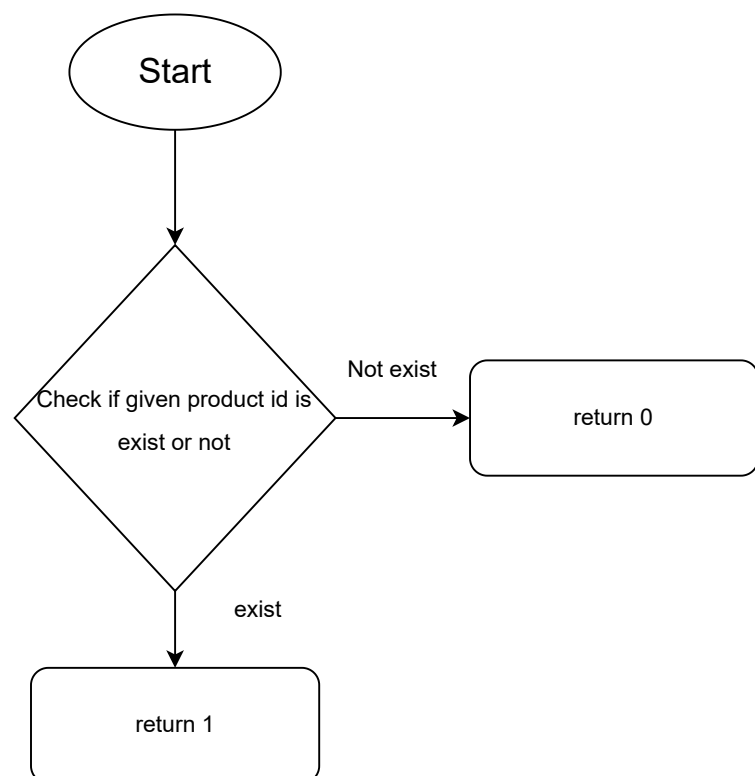 Start
Not exist
Check if given product id is
exist or not
return 0
exist
return 1